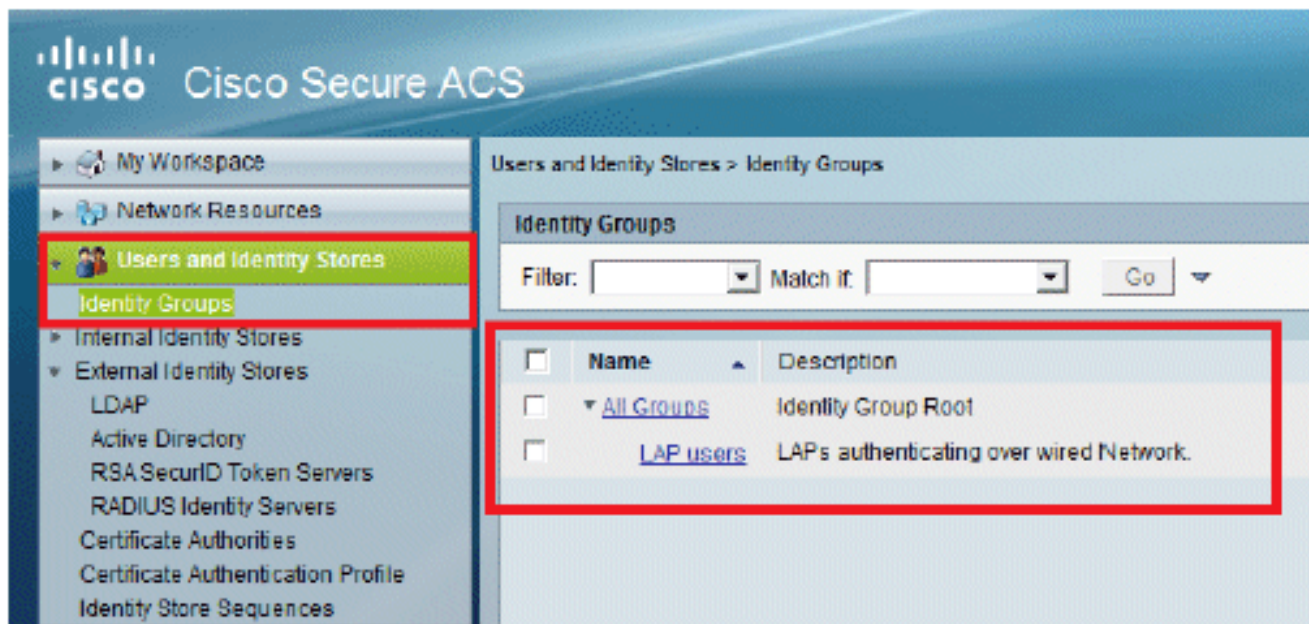 CISCO Cisco Secure ACS
My Workspace
Network Resources
Users and Identity Stores
Identity Groups
Internal Identity Stores
External Identity Stores
LDAP
Active Directory
RSA SecurID Token Servers
RADIUS Identity Servers
Certificate Authorities
Certificate Authentication Profile
Identity Store Sequences
Users and Identity Stores > Identity Groups
Identity Groups
Filter: Match if: Go
Name Description
All Groups Identity Group Root
LAP users LAPs authenticating over wired Network.